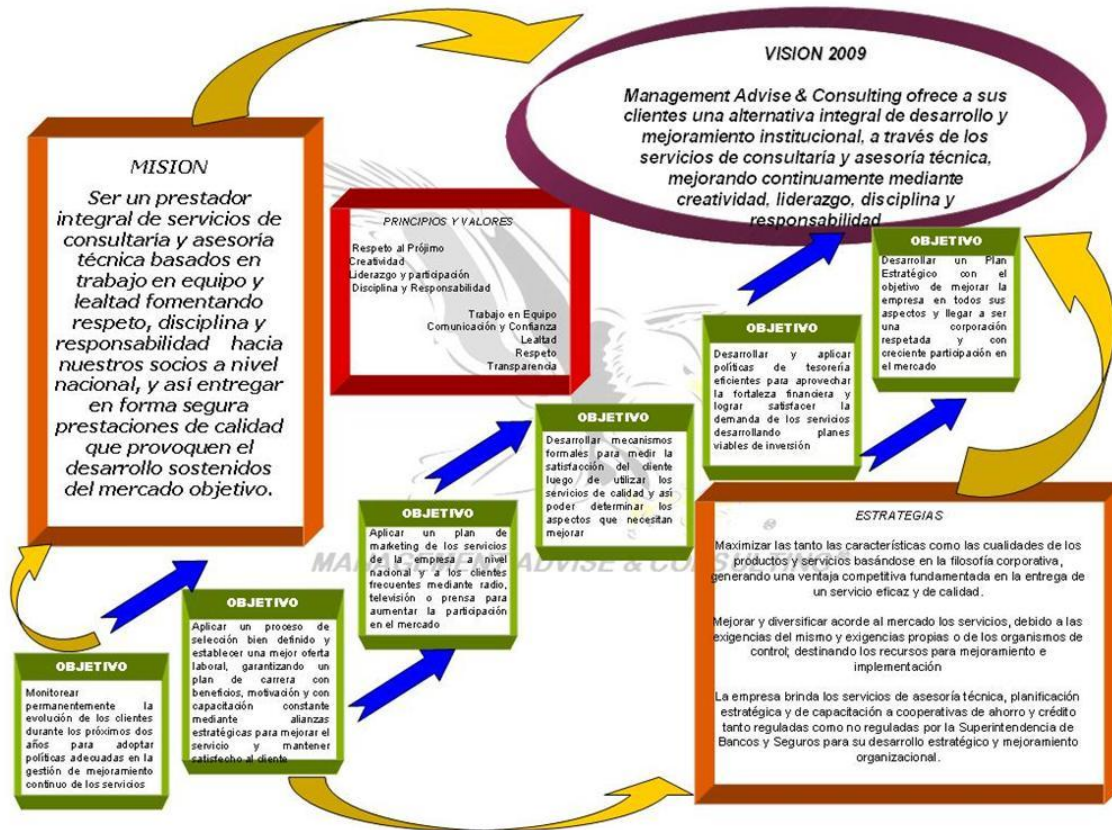 VISION 2009
Management Advise & Consulting ofrece a sus
clientes una alternativa integral de desarrollo y
mejoramiento institucional, a través de los
servicios de consultaría y asesoría técnica,
mejorando continuamente mediante
creatividad, liderazgo, disciplina y
responsabilidad
MISION
Ser un prestador
integral de servicios de
consultaría y asesoría
técnica basados en
trabajo en equipo y
lealtad fomentando
respeto, disciplina y
responsabilidad hacia
nuestros socios a nivel
nacional, y así entregar
en forma segura
prestaciones de calidad
que provoquen el
desarrollo sostenidos
del mercado objetivo.
PRINCIPIOS Y VALORES
Respeto al Prójimo
Creatividad
Liderazgo y participación
Disciplina y Responsabilidad
Trabajo en Equipo
Comunicación y Confianza
Lealtad
Respeto
Transparencia
OBJETIVO
Monitorear
permanentemente la
evolución de los clientes
durante los próximos dos
años para adoptar
políticas adecuadas en la
gestión de mejoramiento
continuo de los servicios
OBJETIVO
Aplicar un proceso de
selección bien definido y
establecer una mejor oferta
laboral, garantizando un
plan de carrera con
beneficios, motivación y con
capacitación constante
mediante alianzas
estratégicas para mejorar el
servicio y mantener
satisfecho al cliente
OBJETIVO
Aplicar un plan de
marketing de los servicios
de la empresa a nivel
nacional y a los clientes
frecuentes mediante radio,
televisión o prensa para
aumentar la participación
en el mercado
OBJETIVO
Desarrollar mecanismos
formales para medir la
satisfacción del cliente
luego de utilizar los
servicios de calidad y así
poder determinar los
aspectos que necesitan
mejorar
OBJETIVO
Desarrollar y aplicar
políticas de tesorería
eficientes para aprovechar
la fortaleza financiera y
lograr satisfacer la
demanda de los servicios
desarrollando planes
viables de inversión
OBJETIVO
Desarrollar un Plan
Estratégico con el
objetivo de mejorar la
empresa en todos sus
aspectos y llegar a ser
una corporación
respetada y con
creciente participación en
el mercado
MANAGEMENT ADVISE & CONSULTING®
ESTRATEGIAS
Maximizar las tanto las características como las cualidades de los
productos y servicios basándose en la filosofía corporativa,
generando una ventaja competitiva fundamentada en la entrega de
un servicio eficaz y de calidad.
Mejorar y diversificar acorde al mercado los servicios, debido a las
exigencias del mismo y exigencias propias o de los organismos de
control; destinando los recursos para mejoramiento e
implementación
La empresa brinda los servicios de asesoría técnica, planificación
estratégica y de capacitación a cooperativas de ahorro y crédito
tanto reguladas como no reguladas por la Superintendencia de
Bancos y Seguros para su desarrollo estratégico y mejoramiento
organizacional.